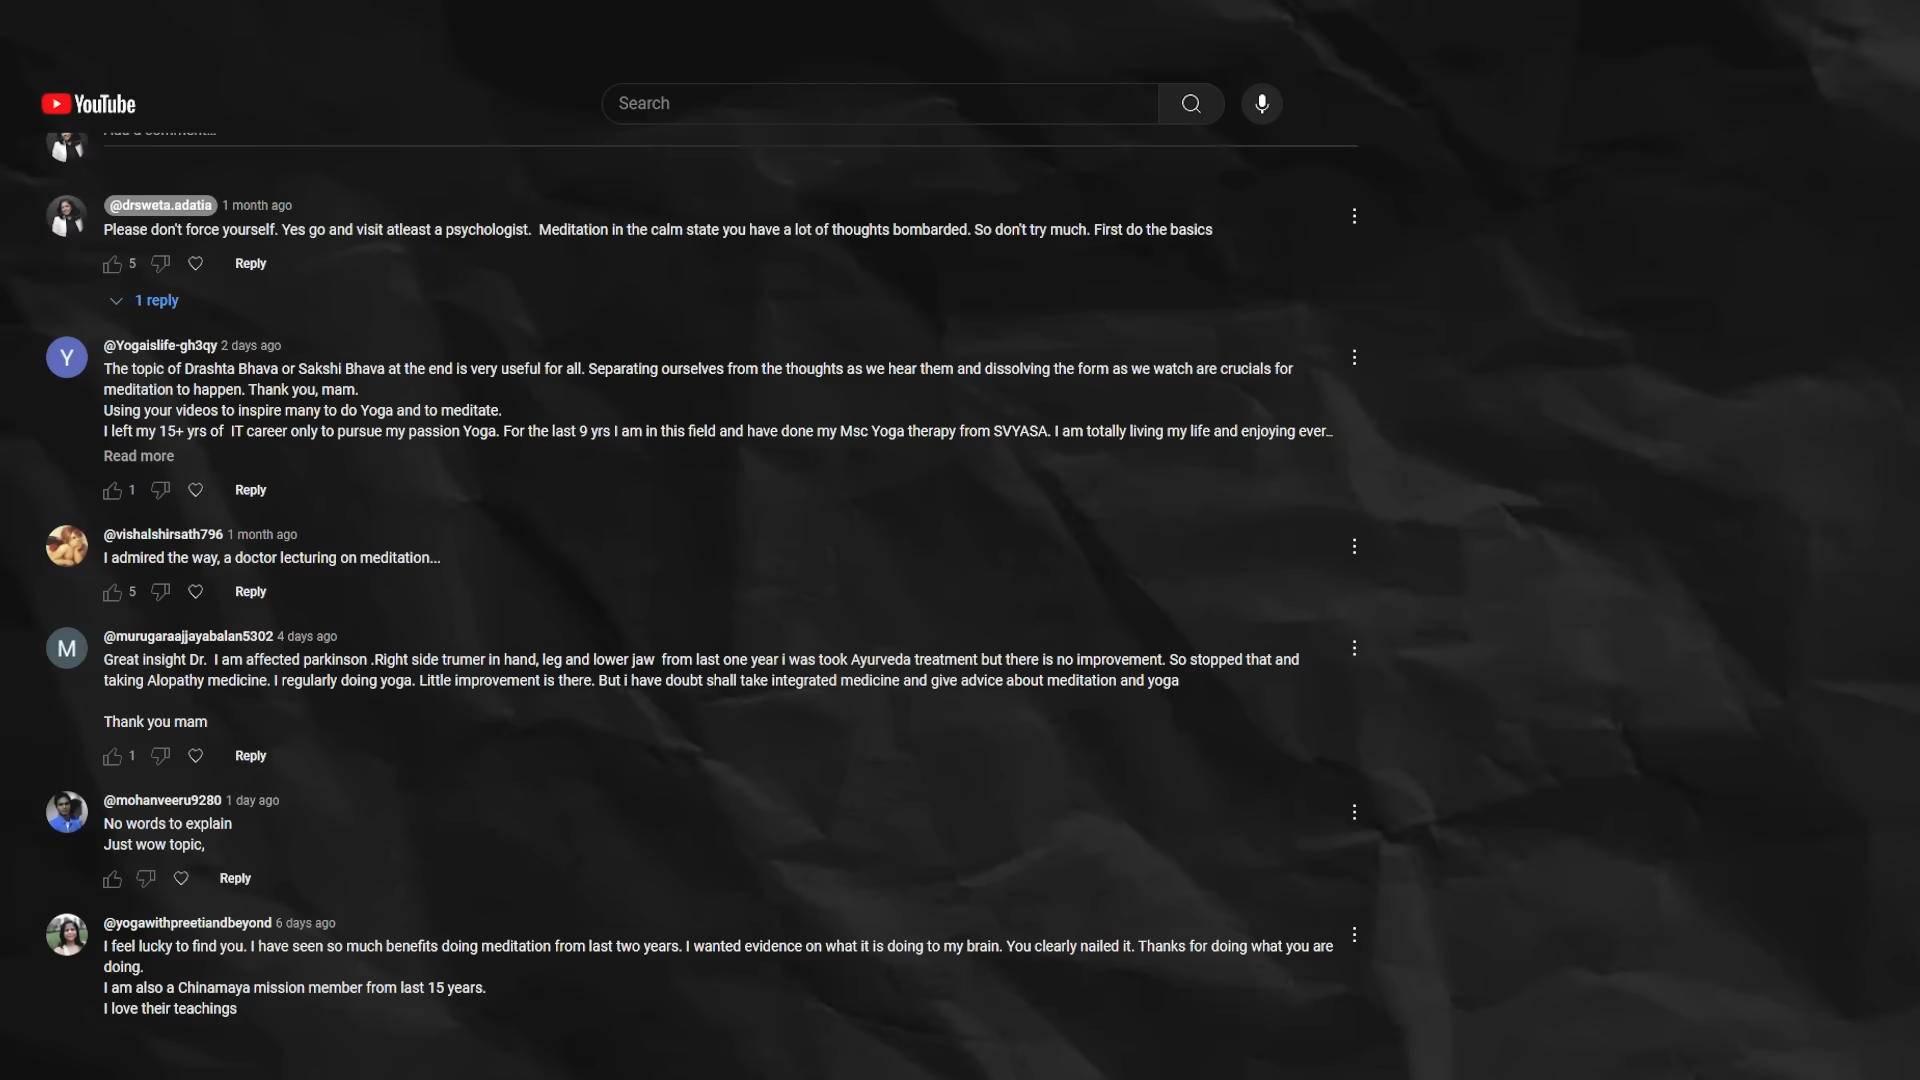 YouTube
Search
Add a comment...
@drsweta.adatia 1 month ago
Please don't force yourself. Yes go and visit atleast a psychologist.  Meditation in the calm state you have a lot of thoughts bombarded. So don't try much. First do the basics
5 Reply
1 reply
Y
@Yogaislife-gh3qy 2 days ago
The topic of Drashta Bhava or Sakshi Bhava at the end is very useful for all. Separating ourselves from the thoughts as we hear them and dissolving the form as we watch are crucials for
meditation to happen. Thank you, mam.
Using your videos to inspire many to do Yoga and to meditate.
I left my 15+ yrs of  IT career only to pursue my passion Yoga. For the last 9 yrs I am in this field and have done my Msc Yoga therapy from SVYASA. I am totally living my life and enjoying ever...
Read more
1 Reply
@vishalshirsath796 1 month ago
I admired the way, a doctor lecturing on meditation...
5 Reply
M
@murugaraajjayabalan5302 4 days ago
Great insight Dr.  I am affected parkinson .Right side trumer in hand, leg and lower jaw  from last one year i was took Ayurveda treatment but there is no improvement. So stopped that and
taking Alopathy medicine. I regularly doing yoga. Little improvement is there. But i have doubt shall take integrated medicine and give advice about meditation and yoga
Thank you mam
1 Reply
@mohanveeru9280 1 day ago
No words to explain
Just wow topic,
Reply
@yogawithpreetiandbeyond 6 days ago
I feel lucky to find you. I have seen so much benefits doing meditation from last two years. I wanted evidence on what it is doing to my brain. You clearly nailed it. Thanks for doing what you are
doing.
I am also a Chinamaya mission member from last 15 years.
I love their teachings